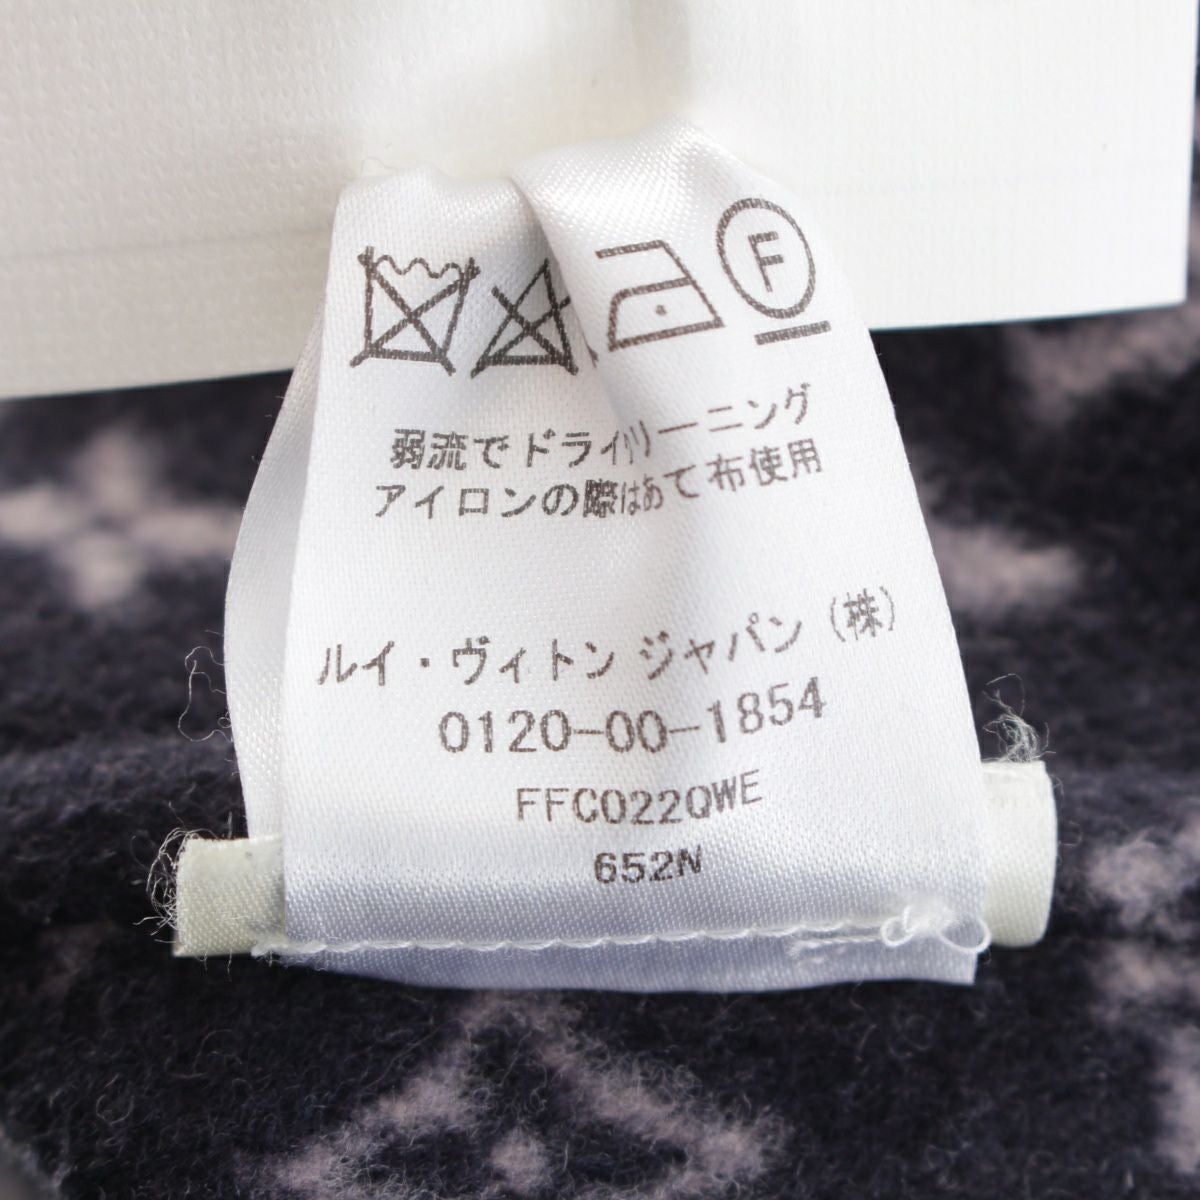 F
弱流でドライクリーニング
アイロンの際はあて布使用
ルイ・ヴィトン ジャパン（株）
0120-00-1854
FFC022QWE
652N